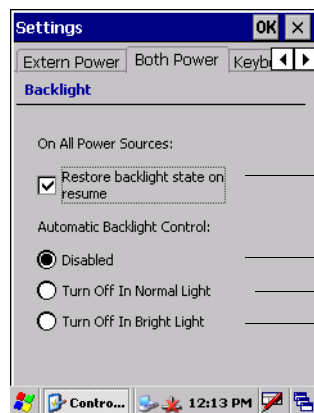 Settings OK
Extern Power Both Power Keyb
Backlight
On All Power Sources:
Restore backlight state on
resume
Automatic Backlight Control:
Disabled
Turn Off In Normal Light
Turn Off In Bright Light
Contro... 12:13 PM